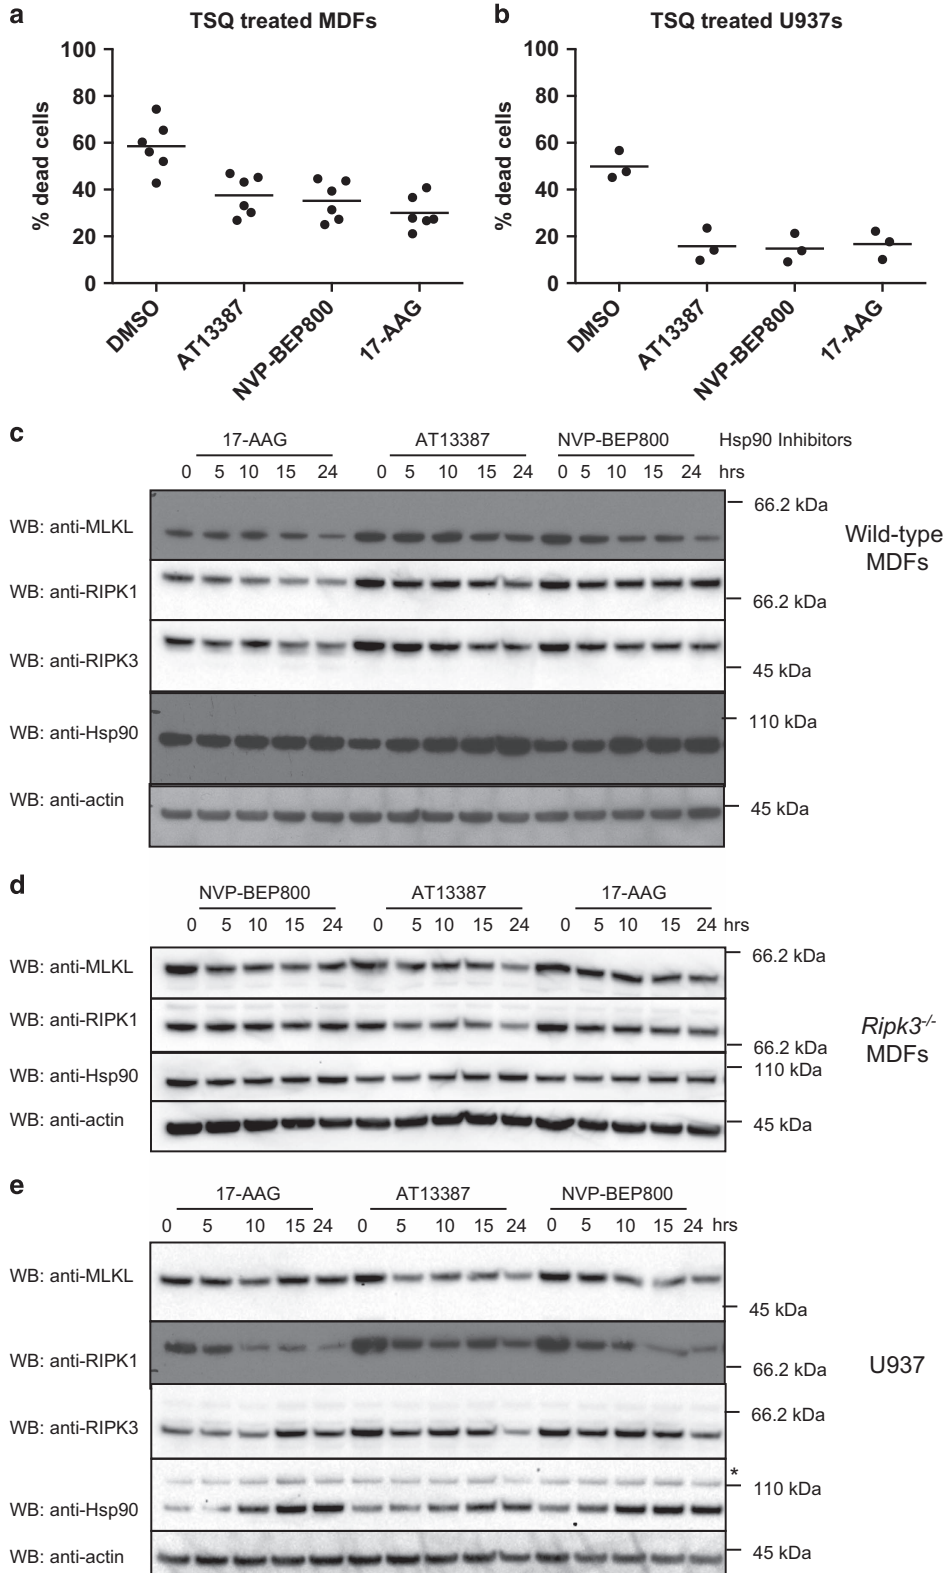 a
TSQ treated MDFs
% dead cells
100
80
60
40
20
0
DMSO
AT13387
NVP-BEP800
17-AAG
b
TSQ treated U937s
% dead cells
100
80
60
40
20
0
DMSO
AT13387
NVP-BEP800
17-AAG
c
17-AAG AT13387 NVP-BEP800 Hsp90 Inhibitors
0 5 10 15 24 0 5 10 15 24 0 5 10 15 24 hrs
66.2 kDa
WB: anti-MLKL
Wild-type
MDFs
WB: anti-RIPK1
66.2 kDa
WB: anti-RIPK3
45 kDa
110 kDa
WB: anti-Hsp90
WB: anti-actin
45 kDa
d
NVP-BEP800 AT13387 17-AAG
0 5 10 15 24 0 5 10 15 24 0 5 10 15 24 hrs
66.2 kDa
WB: anti-MLKL
WB: anti-RIPK1
Ripk3-/-
MDFs
66.2 kDa
110 kDa
WB: anti-Hsp90
WB: anti-actin
45 kDa
e
17-AAG AT13387 NVP-BEP800
0 5 10 15 24 0 5 10 15 24 0 5 10 15 24 hrs
WB: anti-MLKL
45 kDa
WB: anti-RIPK1
66.2 kDa
U937
66.2 kDa
WB: anti-RIPK3
*
110 kDa
WB: anti-Hsp90
WB: anti-actin
45 kDa